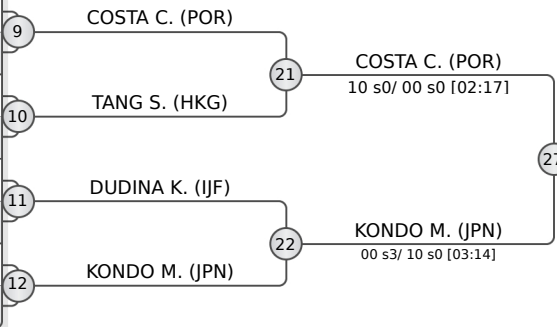 COSTA C. (POR)
9
COSTA C. (POR)
21
10 s0/ 00 s0 [02:17]
TANG S. (HKG)
10
27
DUDINA K. (IJF)
11
KONDO M. (JPN)
22
00 s3/ 10 s0 [03:14]
KONDO M. (JPN)
12